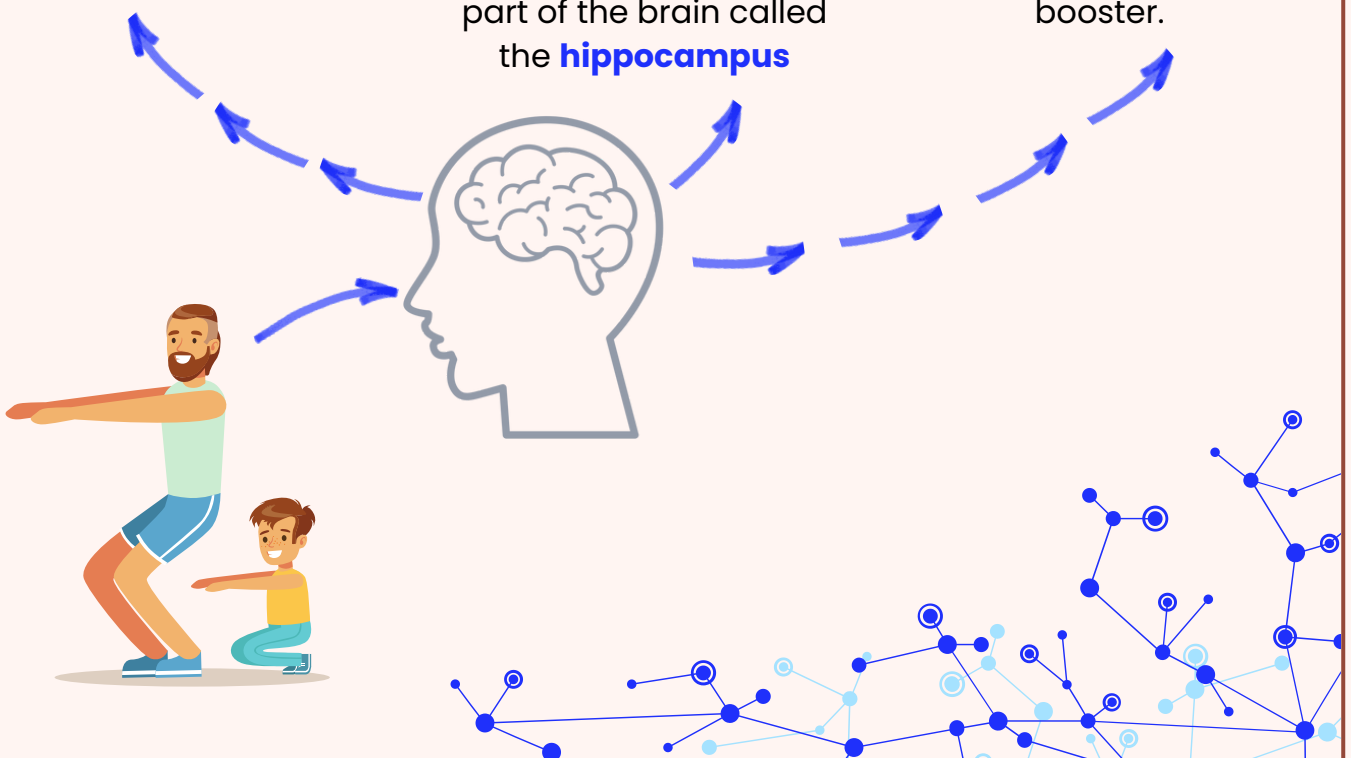 part of the brain called
the hippocampus
booster.